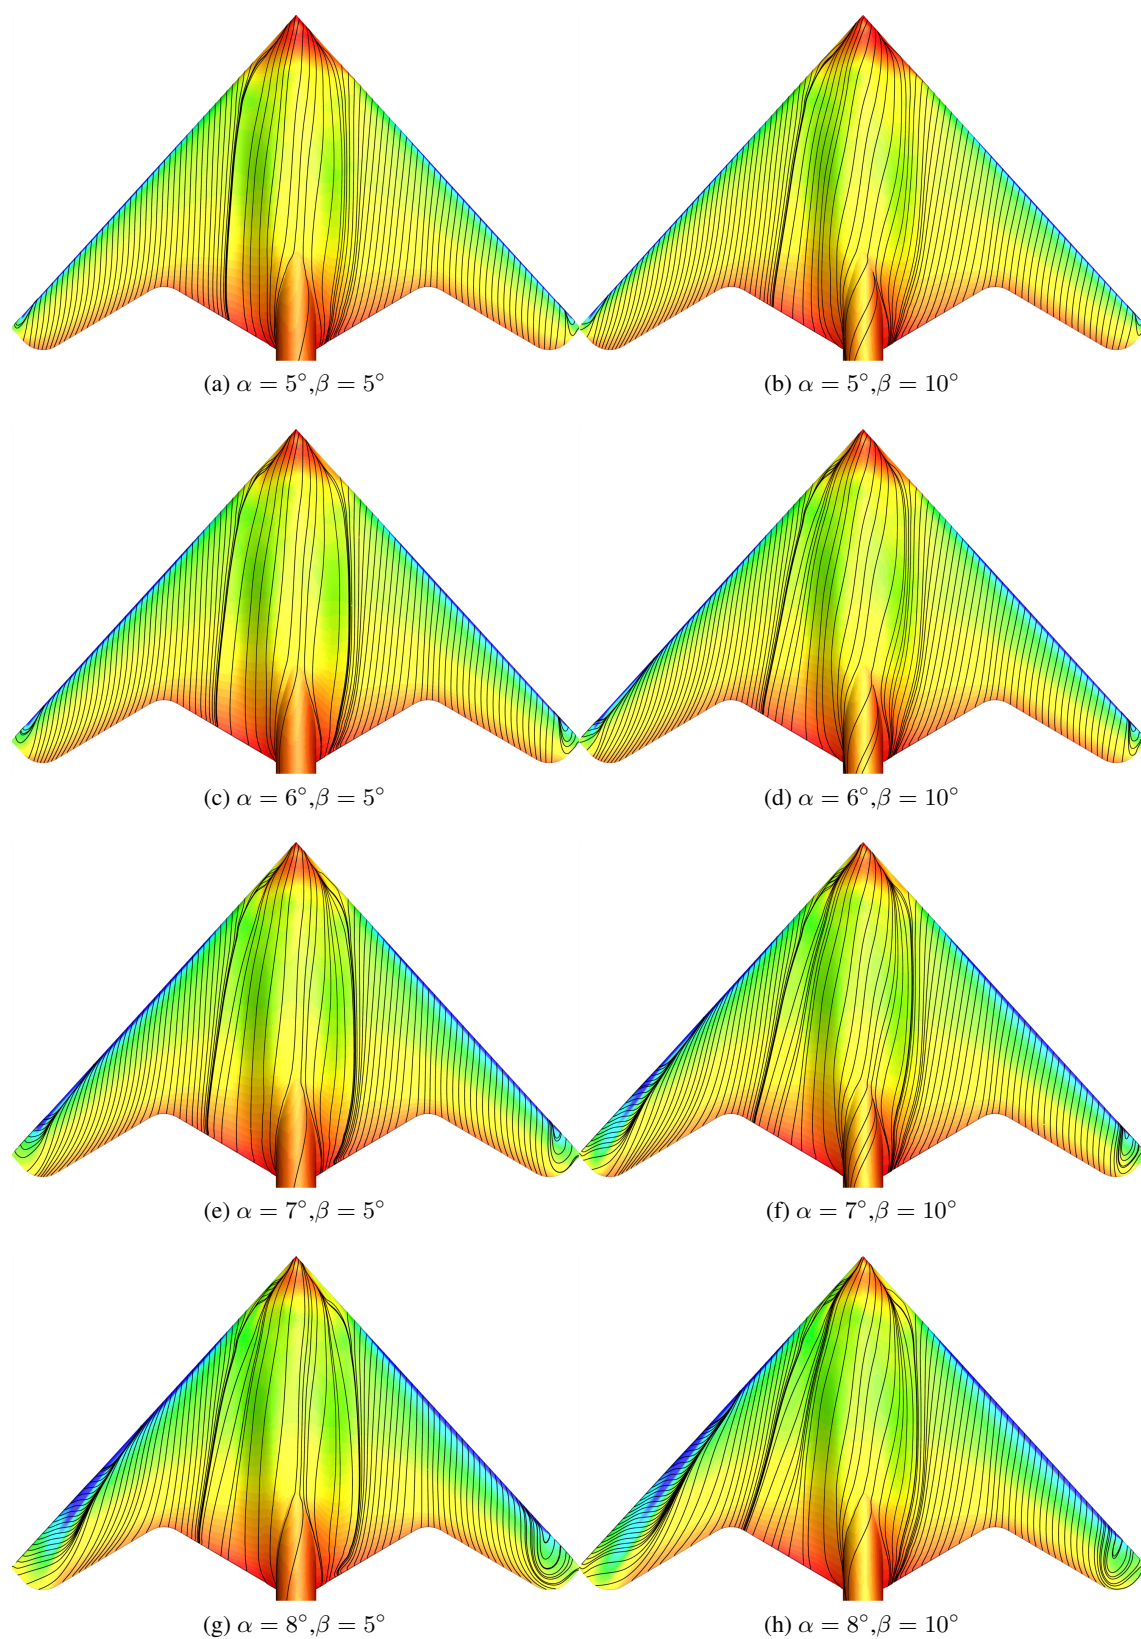 (a) α = 5°,β = 5°
(b) α = 5°,β = 10°
(c) α = 6°,β = 5°
(d) α = 6°,β = 10°
(e) α = 7°,β = 5°
(f) α = 7°,β = 10°
(g) α = 8°,β = 5°
(h) α = 8°,β = 10°